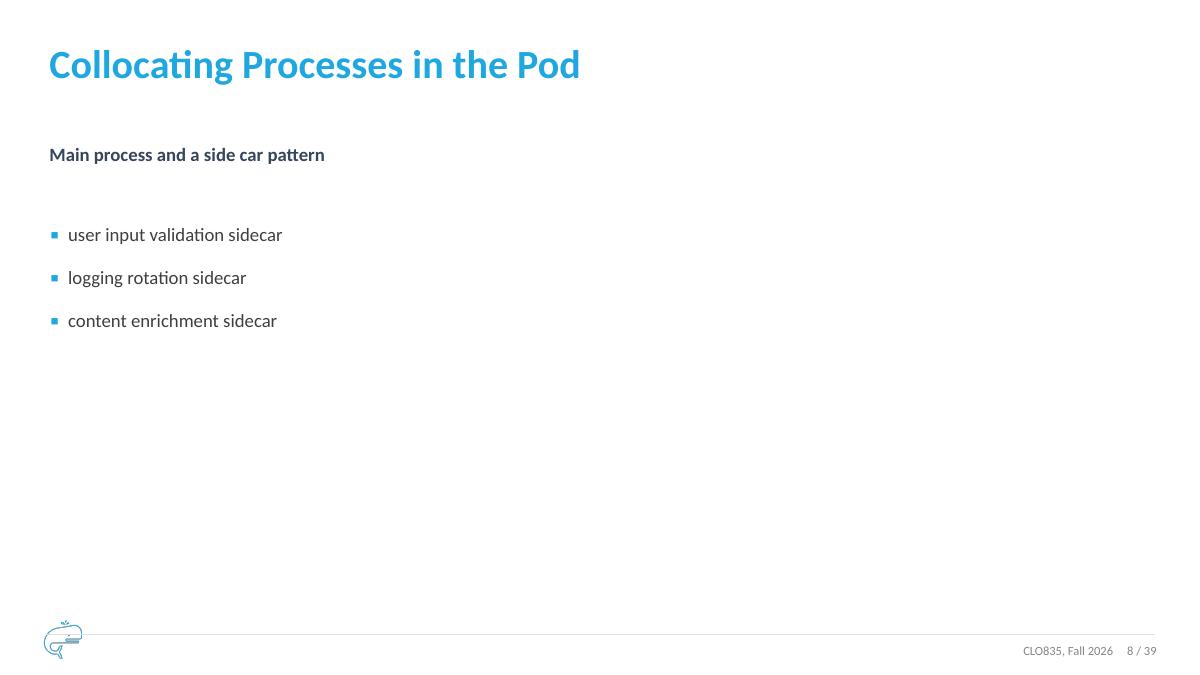 Collocating Processes in the Pod
Main process and a side car pattern
user input validation sidecar
logging rotation sidecar
content enrichment sidecar
CLO835, Fall 2026 8 / 39